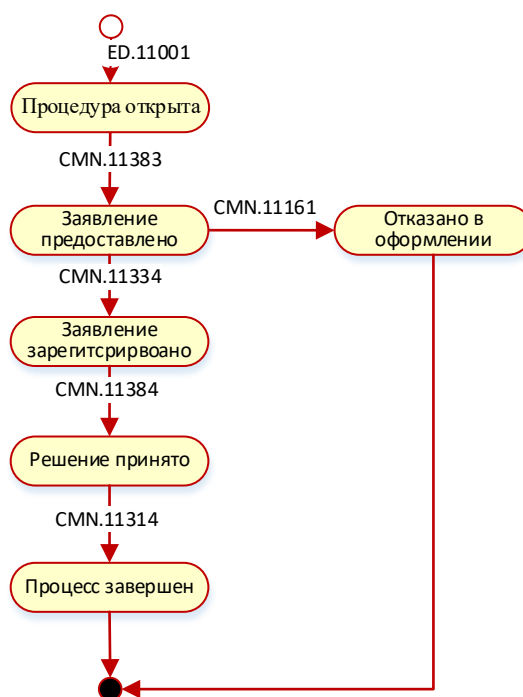 ED.11001
Процедура открыта
CMN.11383
Заявление
предоставлено
CMN.11161
Отказано в
оформлении
CMN.11334
Заявление
зарегитсрирвоано
CMN.11384
Решение принято
CMN.11314
Процесс завершен